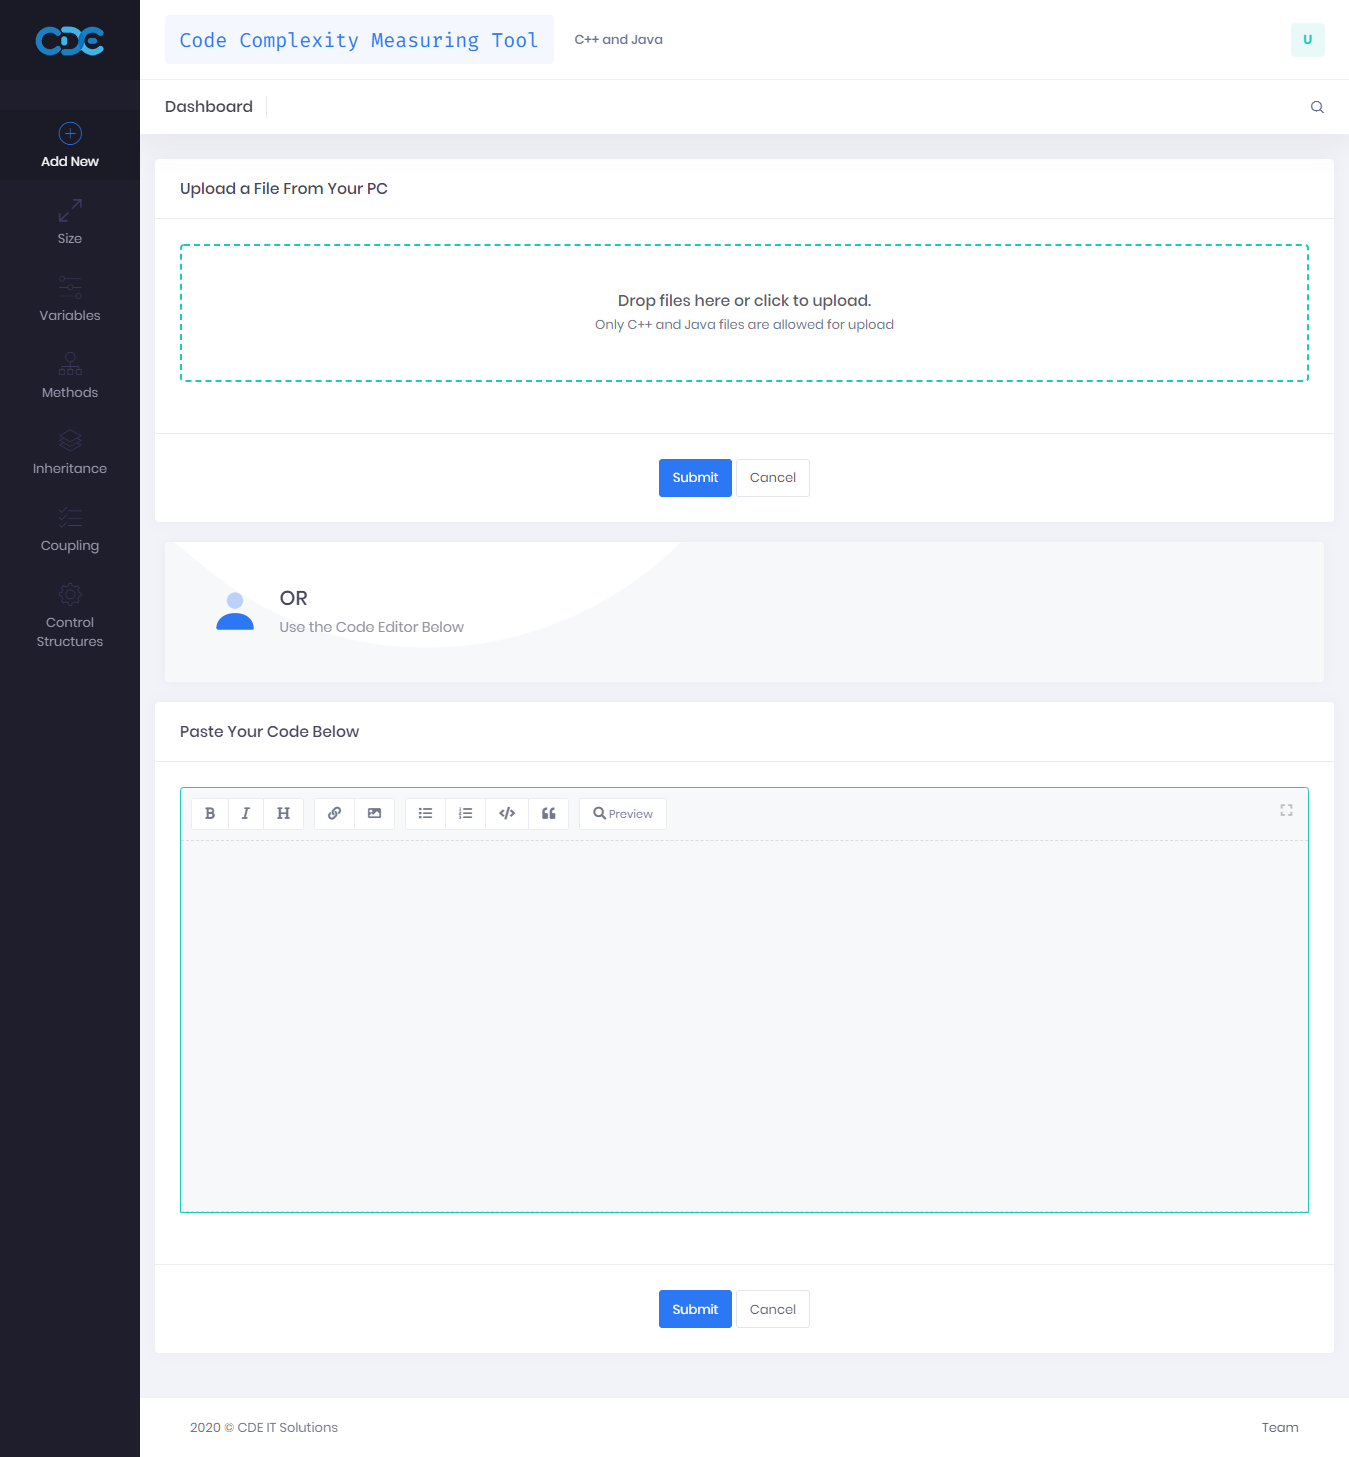 CDE
Code Complexity Measuring Tool
C++ and Java
U
Dashboard
Add New
Size
Variables
Methods
Inheritance
Coupling
Control
Structures
Upload a File From Your PC
Drop files here or click to upload.
Only C++ and Java files are allowed for upload
Submit
Cancel
OR
Use the Code Editor Below
Paste Your Code Below
B I H
Preview
Submit
Cancel
2020 © CDE IT Solutions
Team